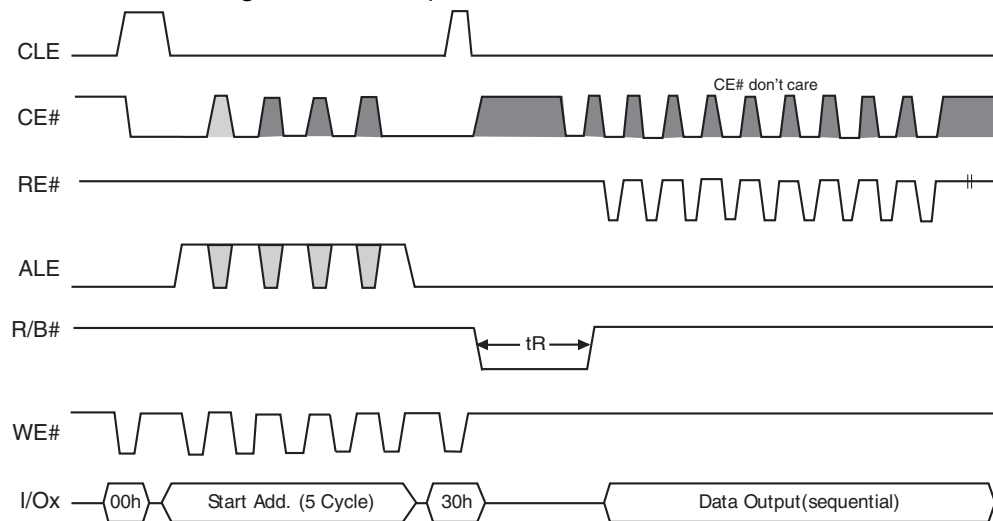 CLE
CE# don't care
CE#
RE#
ALE
R/B#
tR
WE#
I/Ox
00h
Start Add. (5 Cycle)
30h
Data Output(sequential)